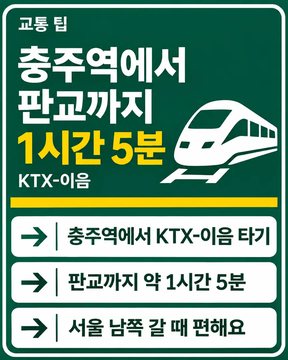 교통 팁
충주역에서
판교까지
1시간 5분
KTX-이음
충주역에서 KTX-이음 타기
판교까지 약 1시간 5분
서울 남쪽 갈 때 편해요